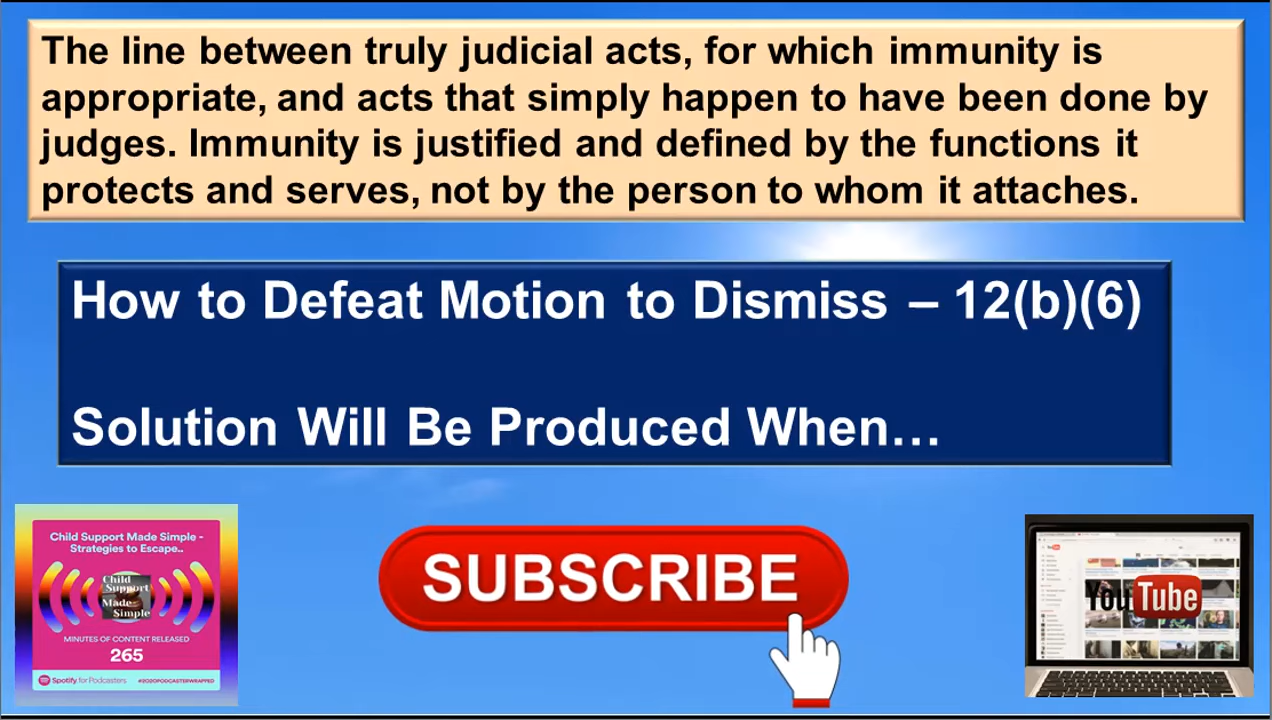 The line between truly judicial acts, for which immunity is
appropriate, and acts that simply happen to have been done by
judges. Immunity is justified and defined by the functions it
protects and serves, not by the person to whom it attaches.
How to Defeat Motion to Dismiss – 12(b)(6)
Solution Will Be Produced When…
Child Support Made Simple -
Strategies to Escape..
Child
Support
Made
Simple
MINUTES OF CONTENT RELEASED
265
Spotify for Podcasters
#2020PODCASTERWRAPPED
SUBSCRIBE
YouTube